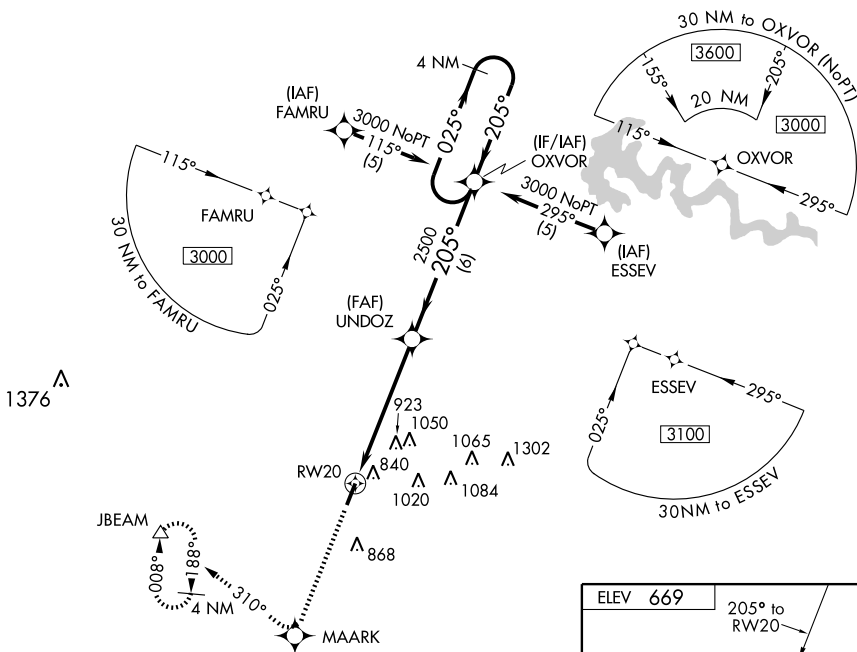 30 NM to OXVOR (NoPT)
3600
155°
205°
20 NM
3000
115°
OXVOR
295°
4 NM
025°
205°
(IAF)
FAMRU
3000 NoPT
115°
(5)
(IF/IAF)
OXVOR
3000 NoPT
295°
(5)
(IAF)
ESSEV
115°
FAMRU
3000
025°
30 NM to FAMRU
2500
205°
(6)
(FAF)
UNDOZ
ESSEV
295°
025°
3100
30NM to ESSEV
1376
923
1050
1065
1302
RW20
840
1020
1084
868
JBEAM
008°
188°
4 NM
310°
MAARK
ELEV 669
205° to
RW20